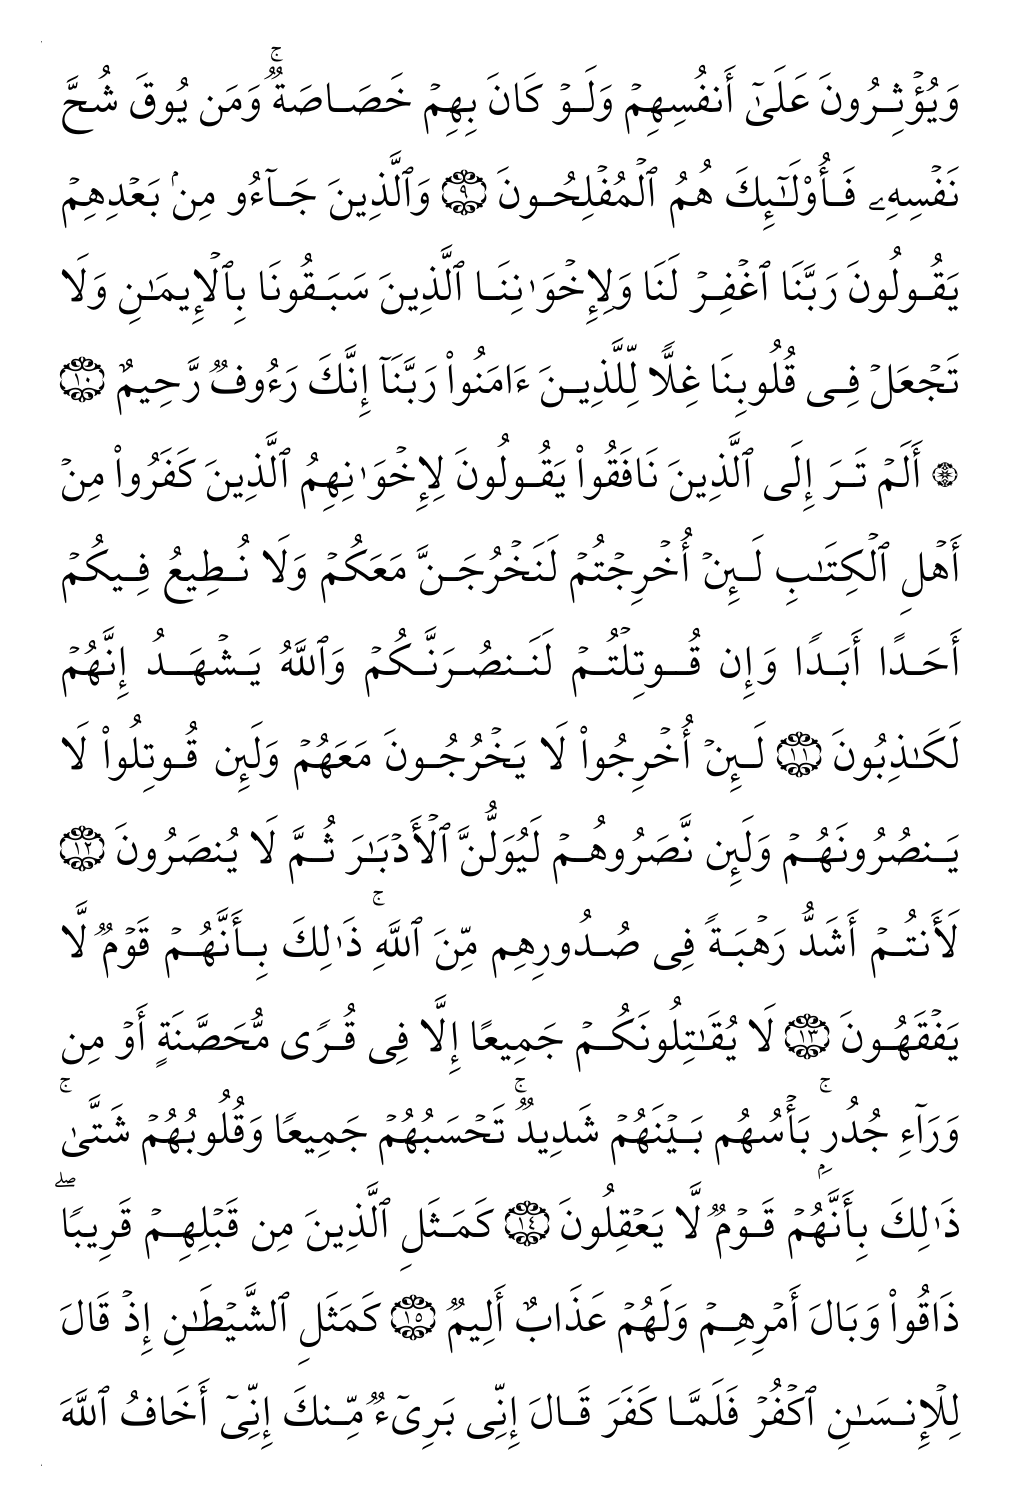 وَيُؤۡثِرُونَ عَلَىٰٓ أَنفُسِهِمۡ وَلَوۡ كَانَ بِهِمۡ خَصَاصَةٞۚ وَمَن يُوقَ شُحَّ
نَفۡسِهِۦ فَأُوْلَٰٓئِكَ هُمُ ٱلۡمُفۡلِحُونَ ٩ وَٱلَّذِينَ جَآءُو مِنۢ بَعۡدِهِمۡ
يَقُولُونَ رَبَّنَا ٱغۡفِرۡ لَنَا وَلِإِخۡوَٰنِنَا ٱلَّذِينَ سَبَقُونَا بِٱلۡإِيمَٰنِ وَلَا
تَجۡعَلۡ فِي قُلُوبِنَا غِلّٗا لِّلَّذِينَ ءَامَنُواْ رَبَّنَآ إِنَّكَ رَءُوفٞ رَّحِيمٌ ١٠
۞ أَلَمۡ تَرَ إِلَى ٱلَّذِينَ نَافَقُواْ يَقُولُونَ لِإِخۡوَٰنِهِمُ ٱلَّذِينَ كَفَرُواْ مِنۡ
أَهۡلِ ٱلۡكِتَٰبِ لَئِنۡ أُخۡرِجۡتُمۡ لَنَخۡرُجَنَّ مَعَكُمۡ وَلَا نُطِيعُ فِيكُمۡ
أَحَدًا أَبَدٗا وَإِن قُوتِلۡتُمۡ لَنَنصُرَنَّكُمۡ وَٱللَّهُ يَشۡهَدُ إِنَّهُمۡ
لَكَٰذِبُونَ ١١ لَئِنۡ أُخۡرِجُواْ لَا يَخۡرُجُونَ مَعَهُمۡ وَلَئِن قُوتِلُواْ لَا
يَنصُرُونَهُمۡ وَلَئِن نَّصَرُوهُمۡ لَيُوَلُّنَّ ٱلۡأَدۡبَٰرَ ثُمَّ لَا يُنصَرُونَ ١٢
لَأَنتُمۡ أَشَدُّ رَهۡبَةٗ فِي صُدُورِهِم مِّنَ ٱللَّهِۚ ذَٰلِكَ بِأَنَّهُمۡ قَوۡمٞ لَّا
يَفۡقَهُونَ ١٣ لَا يُقَٰتِلُونَكُمۡ جَمِيعًا إِلَّا فِي قُرٗى مُّحَصَّنَةٍ أَوۡ مِن
وَرَآءِ جُدُرِۭۚ بَأۡسُهُم بَيۡنَهُمۡ شَدِيدٞۚ تَحۡسَبُهُمۡ جَمِيعٗا وَقُلُوبُهُمۡ شَتَّىٰۚ
ذَٰلِكَ بِأَنَّهُمۡ قَوۡمٞ لَّا يَعۡقِلُونَ ١٤ كَمَثَلِ ٱلَّذِينَ مِن قَبۡلِهِمۡ قَرِيبٗاۖ
ذَاقُواْ وَبَالَ أَمۡرِهِمۡ وَلَهُمۡ عَذَابٌ أَلِيمٞ ١٥ كَمَثَلِ ٱلشَّيۡطَٰنِ إِذۡ قَالَ
لِلۡإِنسَٰنِ ٱكۡفُرۡ فَلَمَّا كَفَرَ قَالَ إِنِّي بَرِيٓءٞ مِّنكَ إِنِّيٓ أَخَافُ ٱللَّهَ